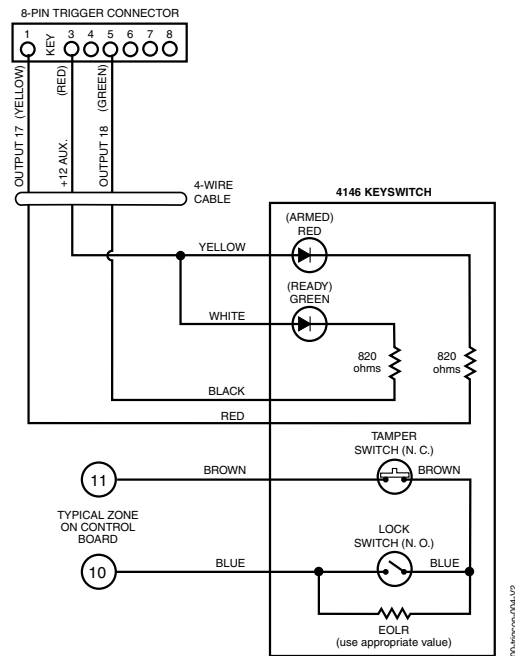 8-PIN TRIGGER CONNECTOR
1 KEY 3 4 5 6 7 8
OUTPUT 17 (YELLOW)
+12 AUX. (RED)
OUTPUT 18 (GREEN)
4-WIRE
CABLE
4146 KEYSWITCH
(ARMED)
RED
YELLOW
(READY)
GREEN
WHITE
820
ohms
820
ohms
BLACK
RED
TAMPER
SWITCH (N. C.)
BROWN
BROWN
11
TYPICAL ZONE
ON CONTROL
BOARD
LOCK
SWITCH (N. O.)
10
BLUE
BLUE
EOLR
(use appropriate value)